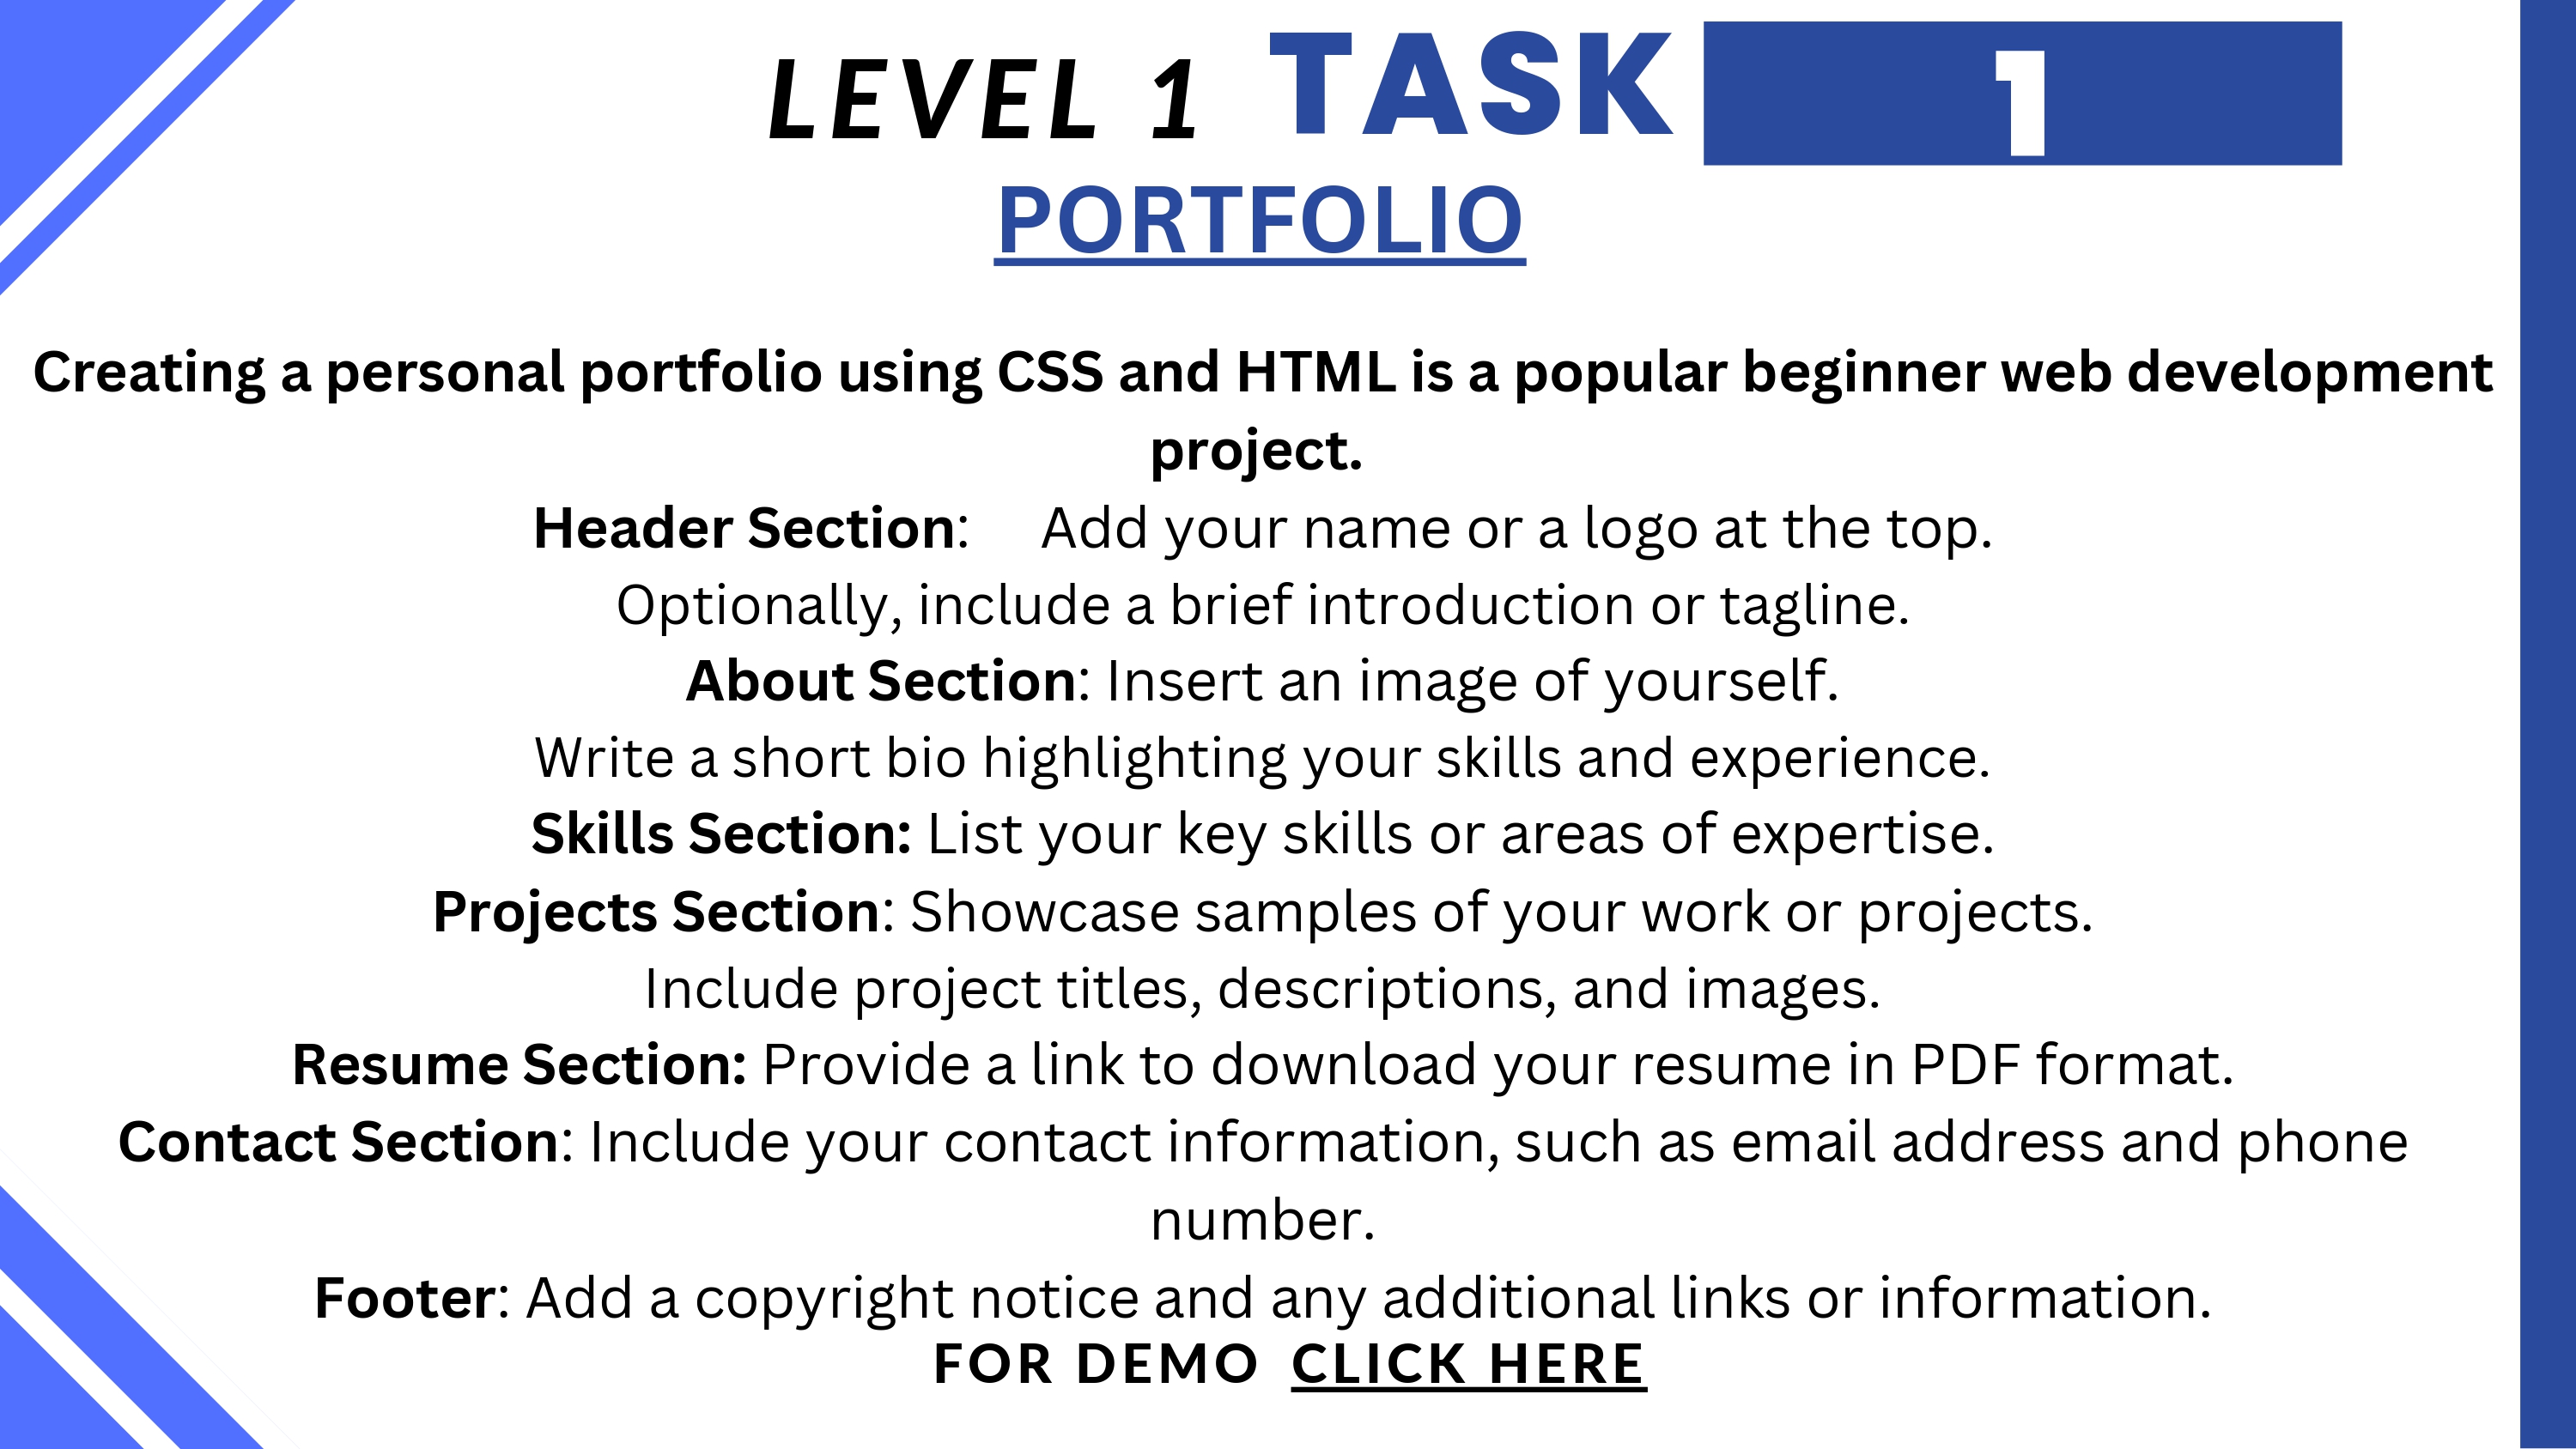 LEVEL 1 TASK 1
PORTFOLIO
Creating a personal portfolio using CSS and HTML is a popular beginner web development
project.
Header Section: Add your name or a logo at the top.
Optionally, include a brief introduction or tagline.
About Section: Insert an image of yourself.
Write a short bio highlighting your skills and experience.
Skills Section: List your key skills or areas of expertise.
Projects Section: Showcase samples of your work or projects.
Include project titles, descriptions, and images.
Resume Section: Provide a link to download your resume in PDF format.
Contact Section: Include your contact information, such as email address and phone
number.
Footer: Add a copyright notice and any additional links or information.
FOR DEMO CLICK HERE